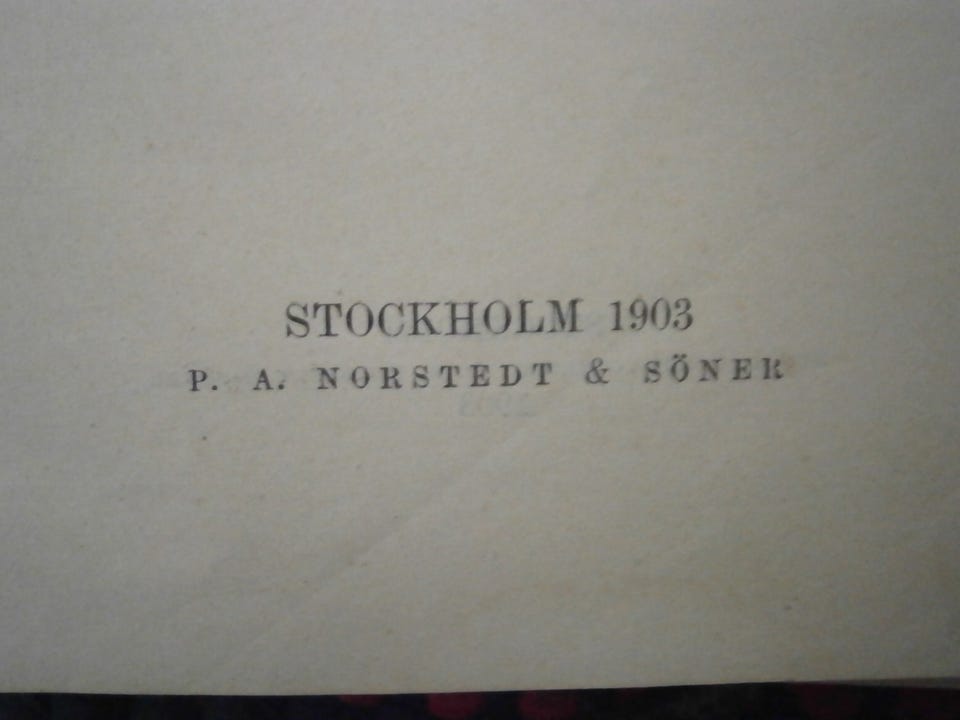 STOCKHOLM 1903
P. A. NORSTEDT & SÖNER